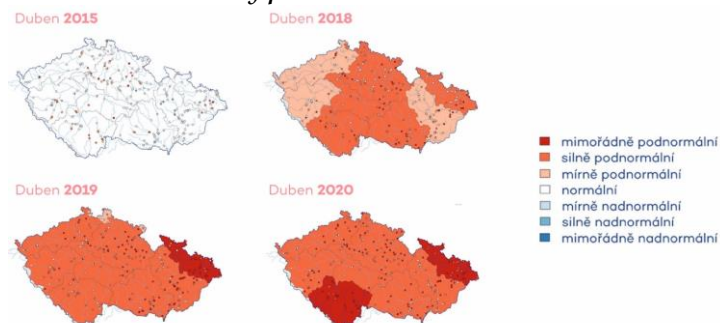 Duben 2015
Duben 2018
mimořádně podnormální
silně podnormální
mírně podnormální
normální
mírně nadnormální
silně nadnormální
mimořádně nadnormální
Duben 2019
Duben 2020